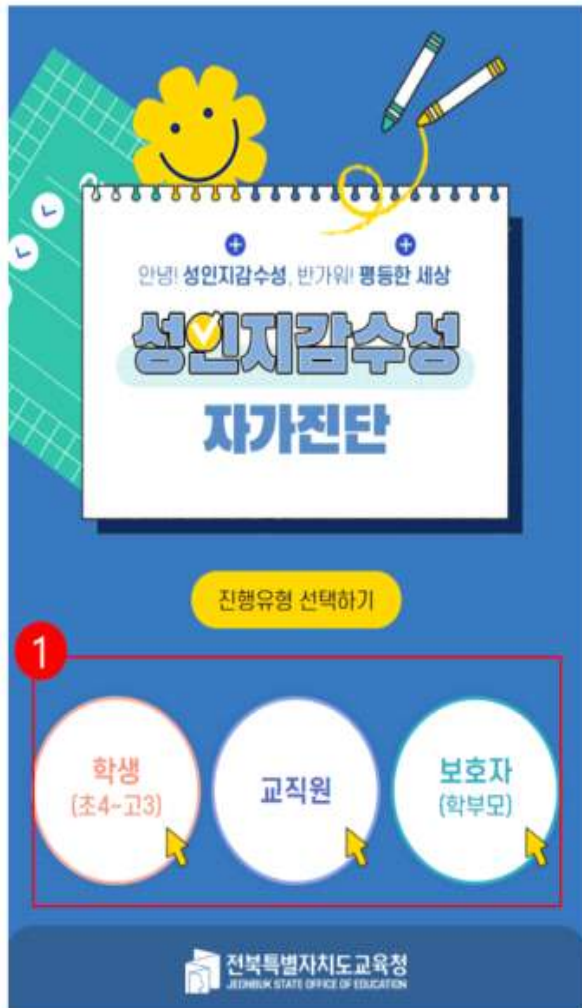 안녕! 성인지감수성, 반가워! 평등한 세상
성인지감수성
자가진단
진행유형 선택하기
1
학생
(초4~고3)
교직원
보호자
(학부모)
전북특별자치도교육청
JEONBUK STATE OFFICE OF EDUCATION